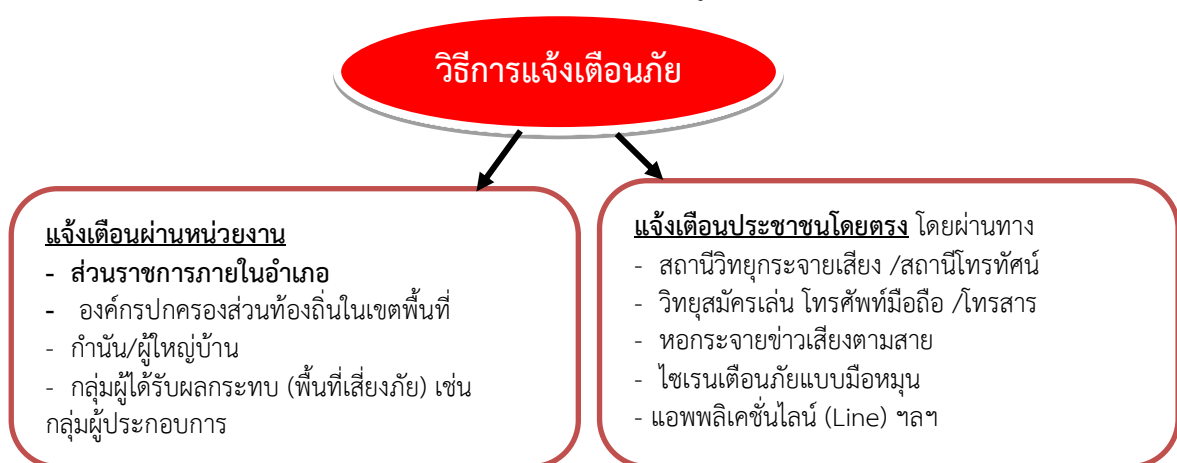 วิธีการแจ้งเตือนภัย
แจ้งเตือนผ่านหน่วยงาน
- ส่วนราชการภายในอำเภอ
- องค์กรปกครองส่วนท้องถิ่นในเขตพื้นที่
- กำนัน/ผู้ใหญ่บ้าน
- กลุ่มผู้ได้รับผลกระทบ (พื้นที่เสี่ยงภัย) เช่น
กลุ่มผู้ประกอบการ
แจ้งเตือนประชาชนโดยตรง โดยผ่านทาง
- สถานีวิทยุกระจายเสียง /สถานีโทรทัศน์
- วิทยุสมัครเล่น โทรศัพท์มือถือ /โทรสาร
- หอกระจายข่าวเสียงตามสาย
- ไซเรนเตือนภัยแบบมือหมุน
- แอพพลิเคชั่นไลน์ (Line) ฯลฯ